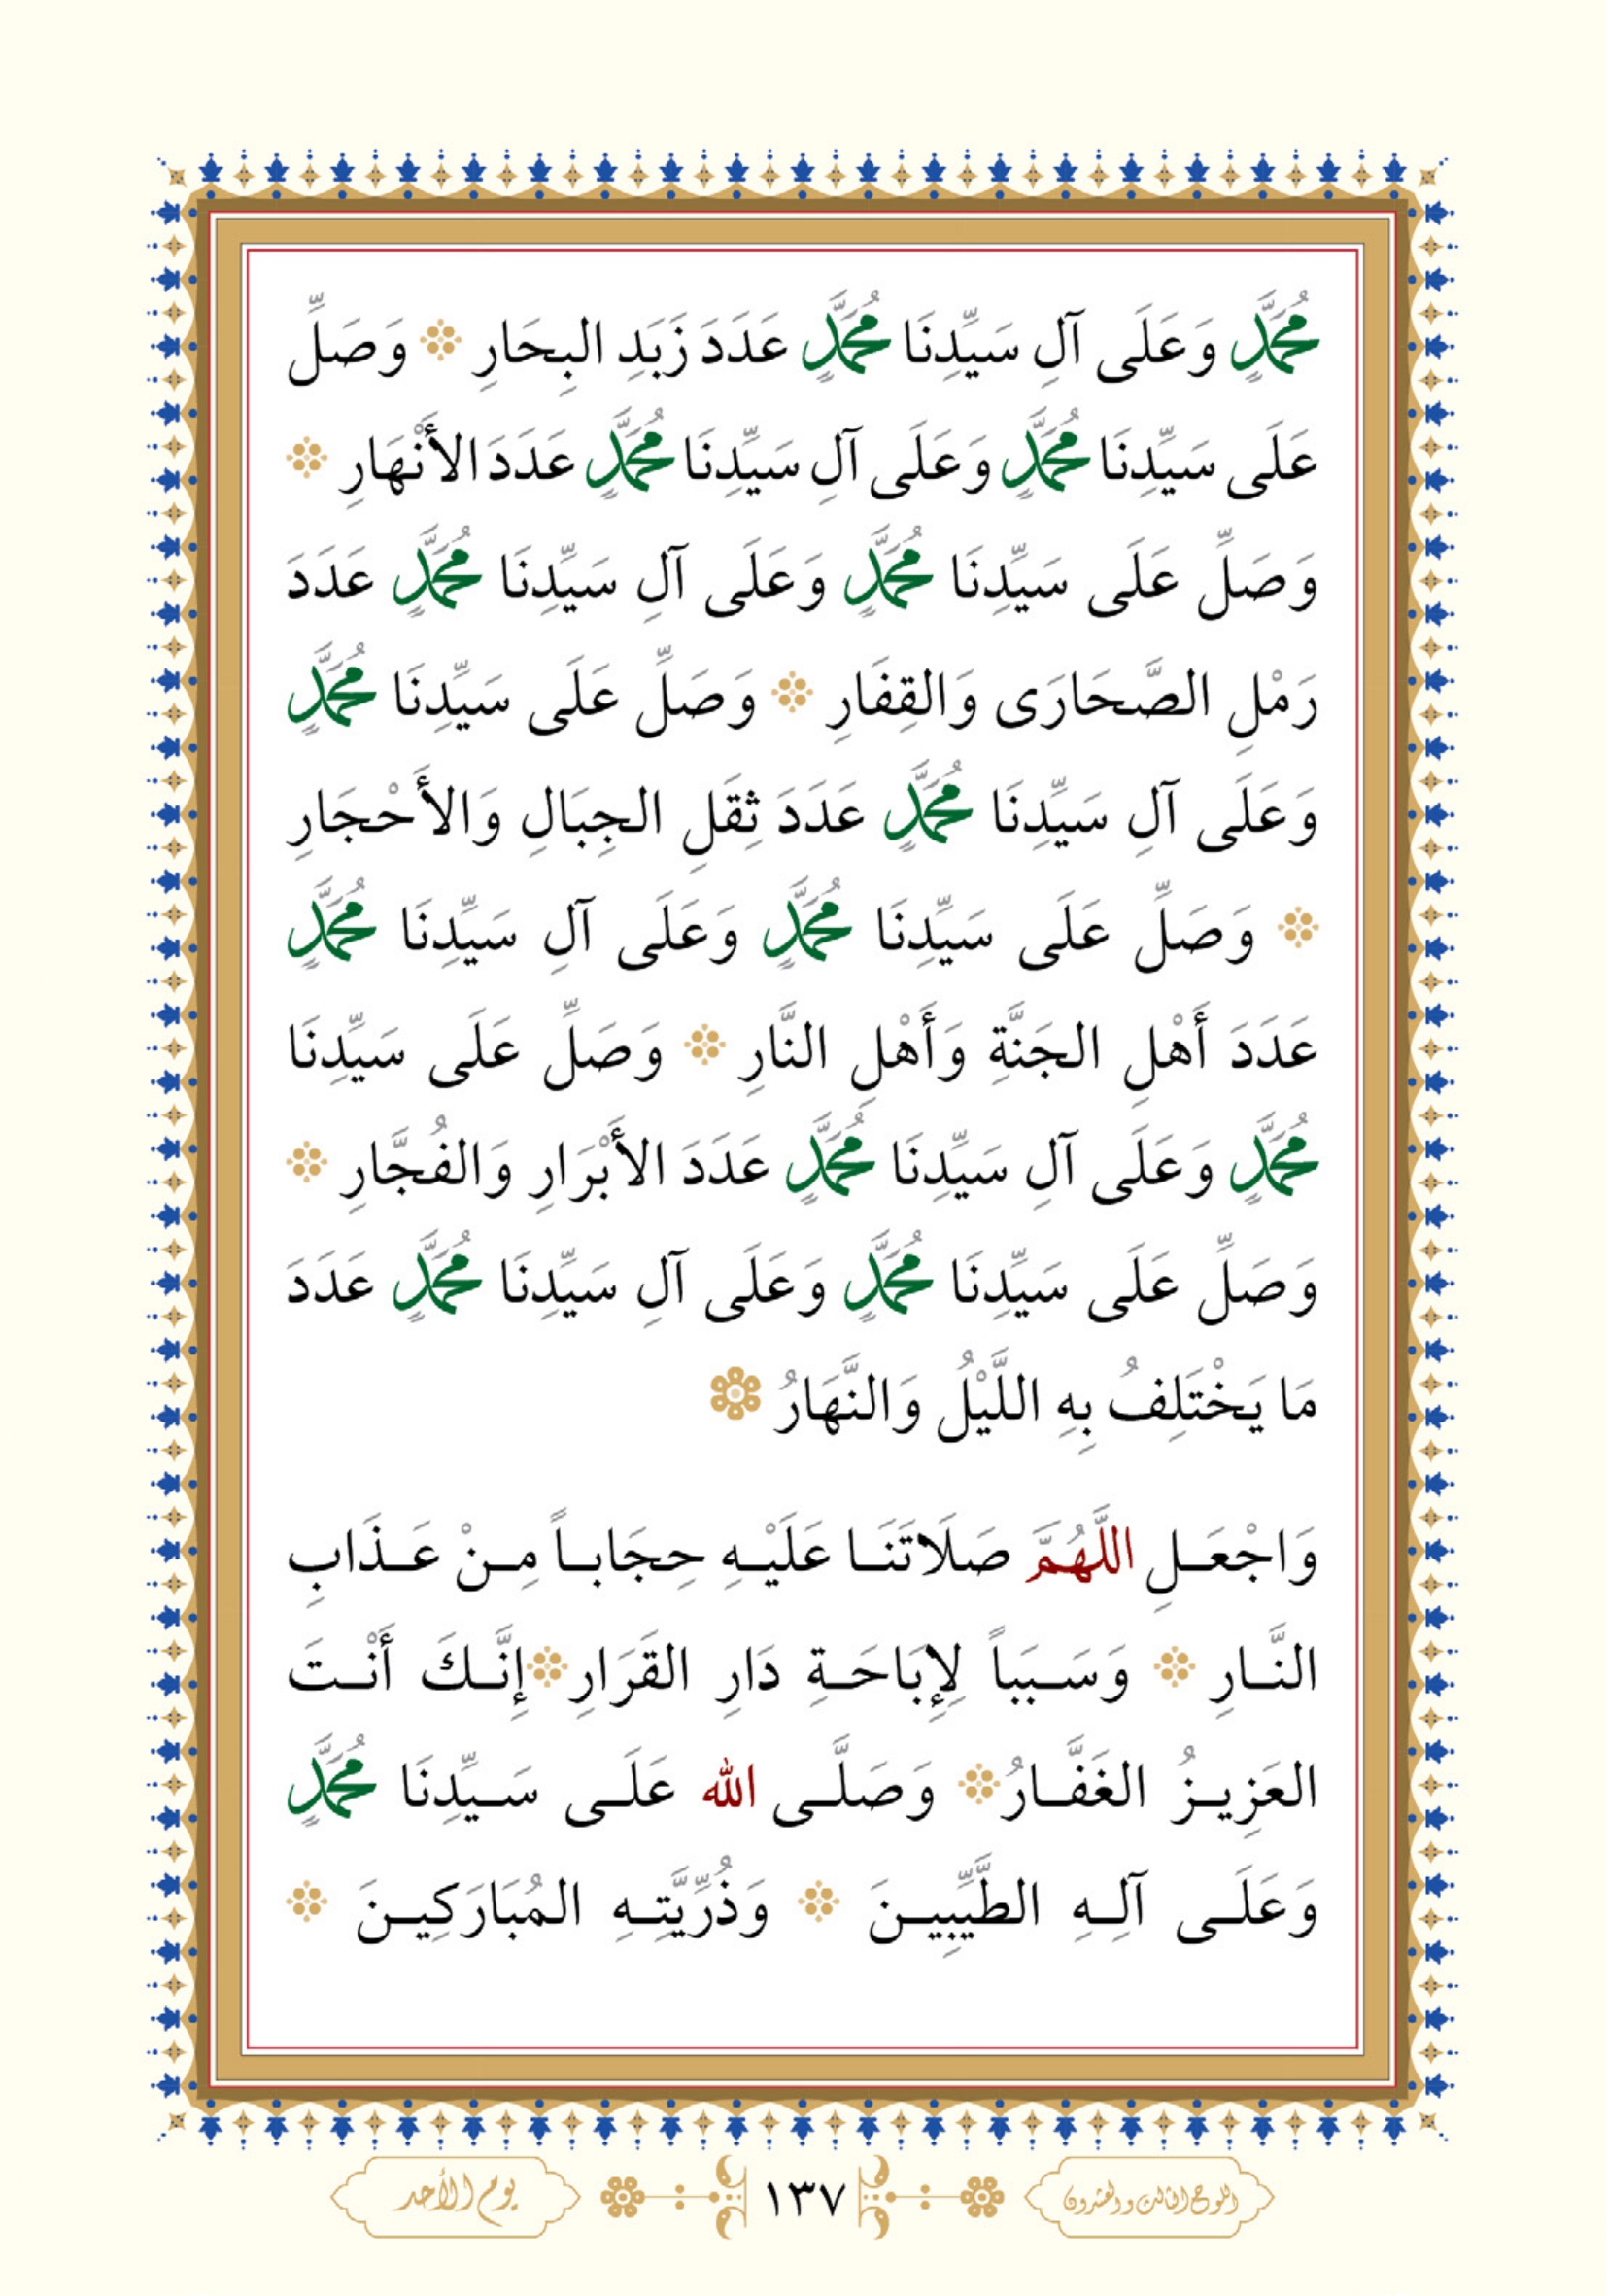 مُحَمَّدٍ وَعَلَى آلِ سَيِّدِنَا مُحَمَّدٍ عَدَدَ زَبَدِ البِحَارِ ۞ وَصَلِّ
عَلَى سَيِّدِنَا مُحَمَّدٍ وَعَلَى آلِ سَيِّدِنَا مُحَمَّدٍ عَدَدَ الأَنْهَارِ ۞
وَصَلِّ عَلَى سَيِّدِنَا مُحَمَّدٍ وَعَلَى آلِ سَيِّدِنَا مُحَمَّدٍ عَدَدَ
رَمْلِ الصَّحَارَى وَالقِفَارِ ۞ وَصَلِّ عَلَى سَيِّدِنَا مُحَمَّدٍ
وَعَلَى آلِ سَيِّدِنَا مُحَمَّدٍ عَدَدَ ثِقَلِ الجِبَالِ وَالأَحْجَارِ
۞ وَصَلِّ عَلَى سَيِّدِنَا مُحَمَّدٍ وَعَلَى آلِ سَيِّدِنَا مُحَمَّدٍ
عَدَدَ أَهْلِ الجَنَّةِ وَأَهْلِ النَّارِ ۞ وَصَلِّ عَلَى سَيِّدِنَا
مُحَمَّدٍ وَعَلَى آلِ سَيِّدِنَا مُحَمَّدٍ عَدَدَ الأَبْرَارِ وَالفُجَّارِ ۞
وَصَلِّ عَلَى سَيِّدِنَا مُحَمَّدٍ وَعَلَى آلِ سَيِّدِنَا مُحَمَّدٍ عَدَدَ
مَا يَخْتَلِفُ بِهِ اللَّيْلُ وَالنَّهَارُ ۞
وَاجْعَلِ اللَّهُمَّ صَلَاتَنَا عَلَيْهِ حِجَاباً مِنْ عَذَابِ
النَّارِ ۞ وَسَبَباً لِإِبَاحَةِ دَارِ القَرَارِ ۞ إِنَّكَ أَنْتَ
العَزِيزُ الغَفَّارُ ۞ وَصَلَّى الله عَلَى سَيِّدِنَا مُحَمَّدٍ
وَعَلَى آلِهِ الطَّيِّبِينَ ۞ وَذُرِّيَّتِهِ المُبَارَكِينَ ۞
اللوح الثالث والعشرون ١٣٧ يوم الأحد